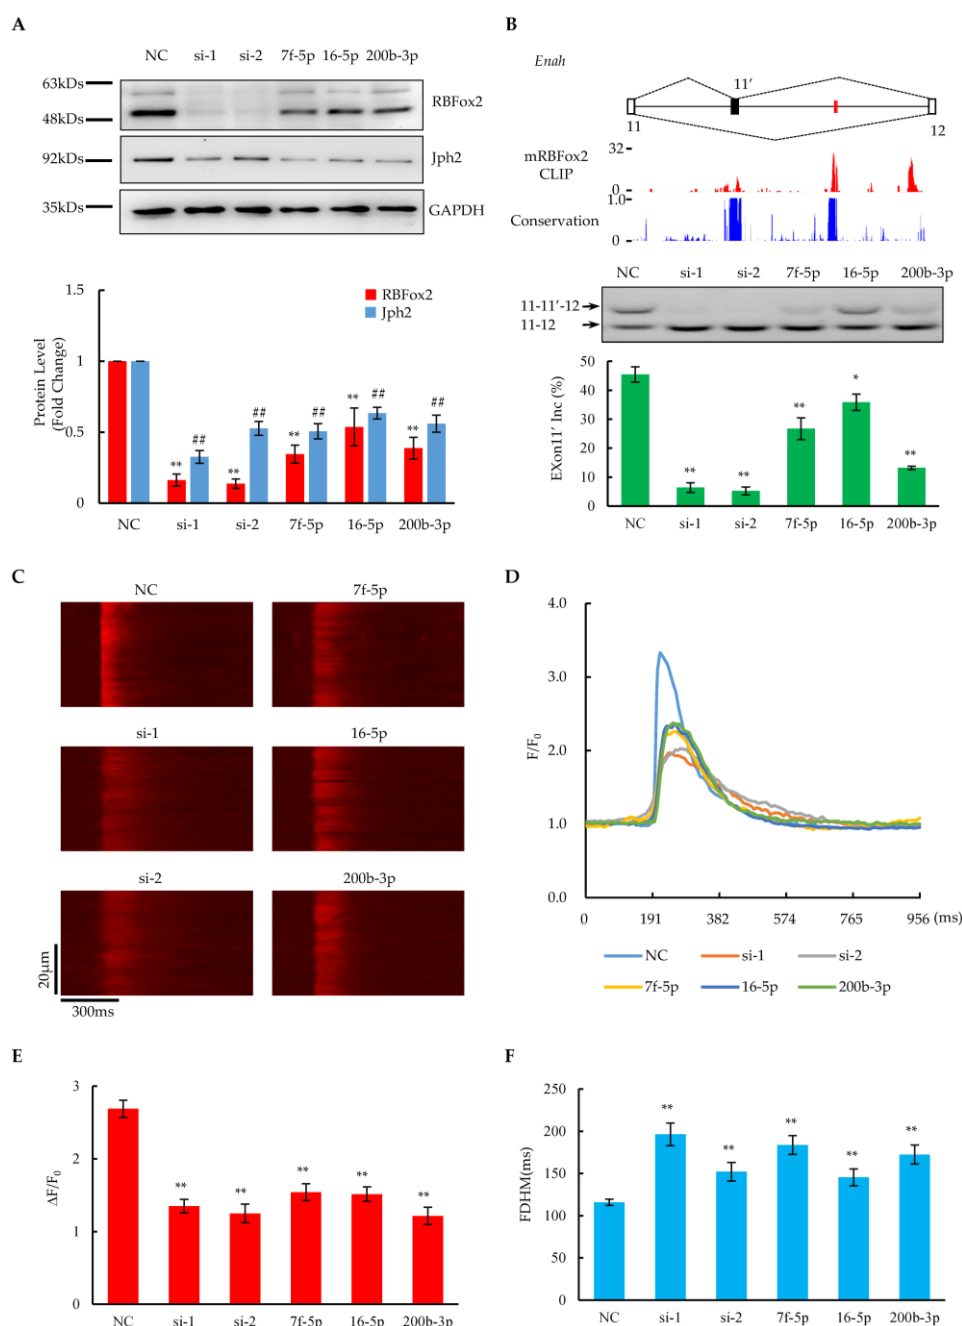 A
NC si-1 si-2 7f-5p 16-5p 200b-3p
63kDs
RBFox2
48kDs
92kDs
Jph2
35kDs
GAPDH
1.5
RBFox2
Jph2
1
0.5
0
Protein Level
(Fold Change)
** ## ** ## ** ## ** ## ** ##
NC si-1 si-2 7f-5p 16-5p 200b-3p
B
Enah
11'
11
12
32
mRBFox2
CLIP
0
1.0
Conservation
0
NC si-1 si-2 7f-5p 16-5p 200b-3p
11-11'-12
11-12
50
40
30
20
10
0
EXon11' Inc (%)
** ** ** * **
NC si-1 si-2 7f-5p 16-5p 200b-3p
C
NC 7f-5p
si-1 16-5p
si-2 200b-3p
20μm
300ms
D
4.0
3.0
2.0
1.0
0.0
F/F0
0 191 382 574 765 956 (ms)
NC si-1 si-2
7f-5p 16-5p 200b-3p
E
3
2
1
0
ΔF/F0
** ** ** ** **
NC si-1 si-2 7f-5p 16-5p 200b-3p
F
250
200
150
100
50
0
FDHM(ms)
** ** ** ** **
NC si-1 si-2 7f-5p 16-5p 200b-3p